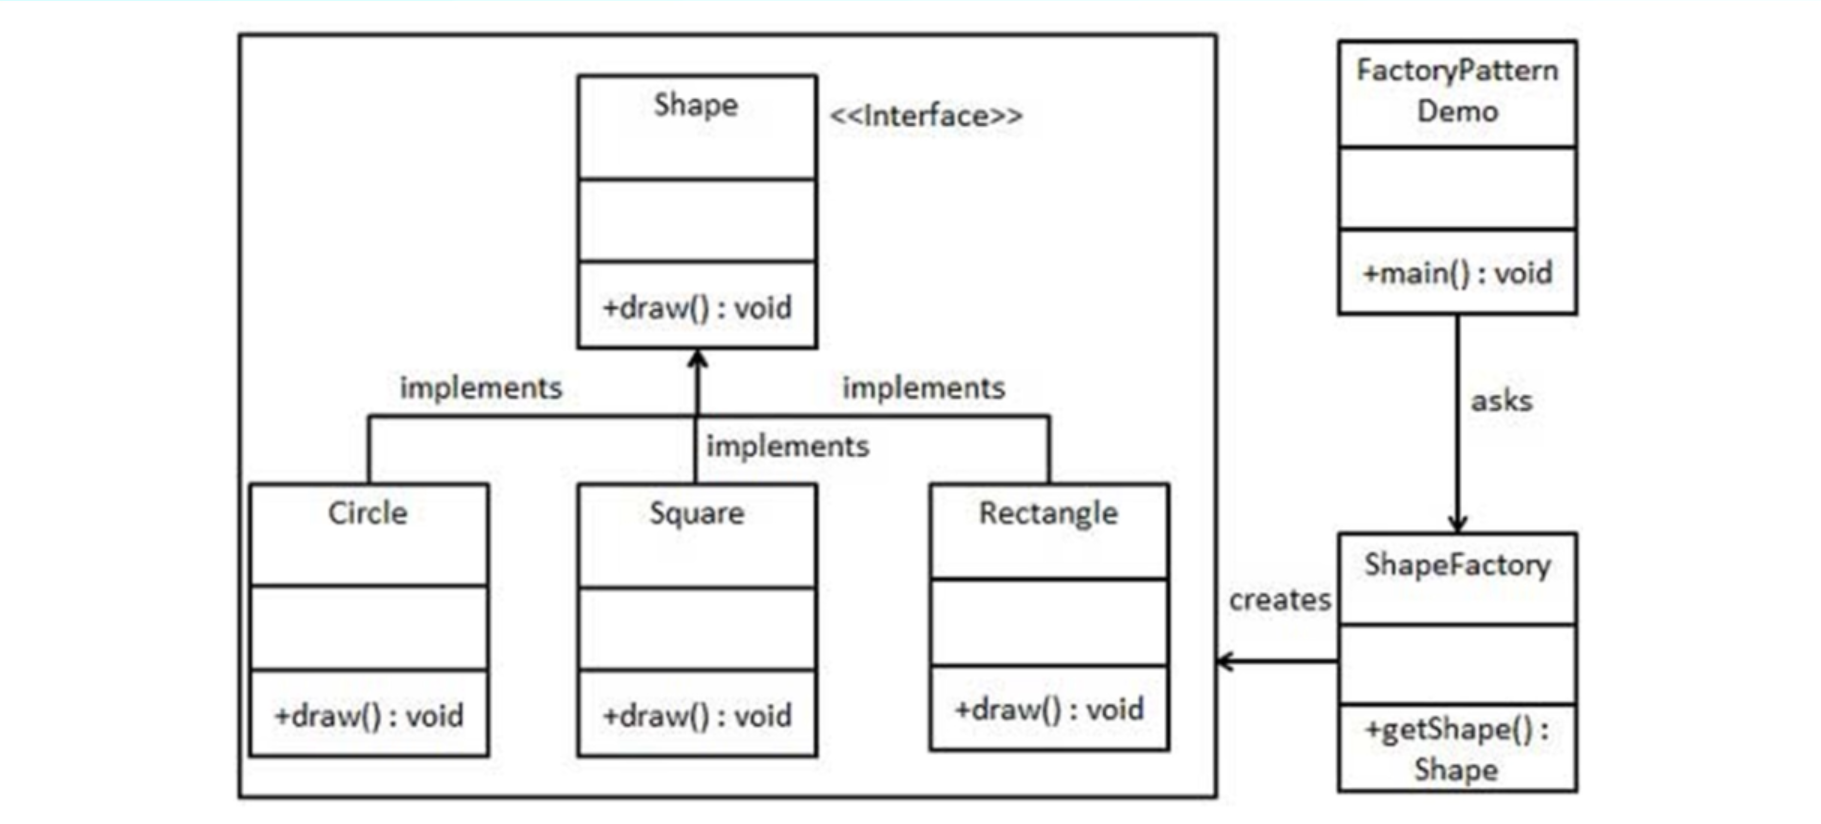 Shape
<<Interface>>
+draw() : void
implements
implements
implements
Circle
+draw() : void
Square
+draw() : void
Rectangle
+draw() : void
FactoryPattern
Demo
+main() : void
asks
creates
ShapeFactory
+getShape() :
Shape